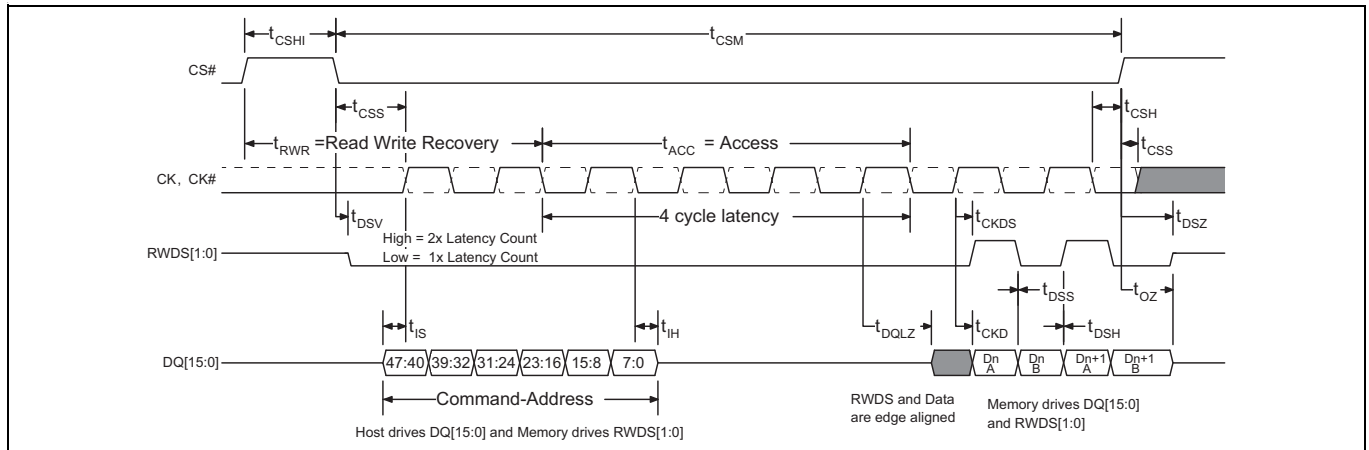 tCSHI
tCSM
CS#
tCSS
tCSH
tRWR =Read Write Recovery
tACC = Access
tCSS
CK, CK#
tDSV
4 cycle latency
tCKDS
tDSZ
High = 2x Latency Count
Low = 1x Latency Count
RWDS[1:0]
tDSS
tOZ
tIS
tIH
tDQLZ
tCKD
tDSH
DQ[15:0]
47:40 39:32 31:24 23:16 15:8 7:0
Dn A
Dn B
Dn+1 A
Dn+1 B
Command-Address
RWDS and Data
are edge aligned
Memory drives DQ[15:0]
and RWDS[1:0]
Host drives DQ[15:0] and Memory drives RWDS[1:0]